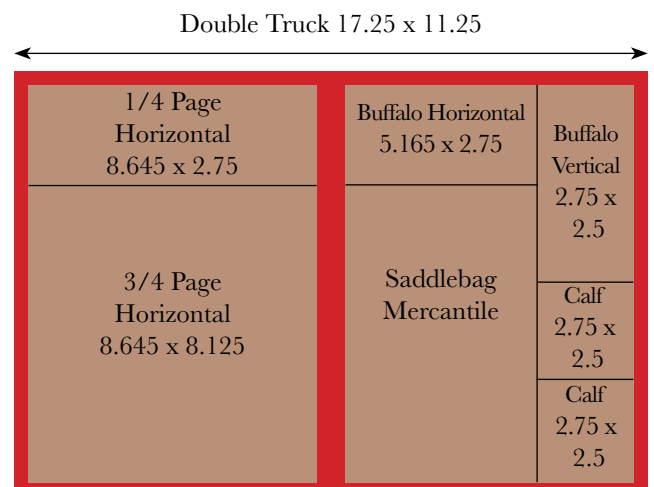 Double Truck 17.25 x 11.25
1/4 Page
Horizontal
8.645 x 2.75
3/4 Page
Horizontal
8.645 x 8.125
Buffalo Horizontal
5.165 x 2.75
Saddlebag
Mercantile
Buffalo
Vertical
2.75 x
2.5
Calf
2.75 x
2.5
Calf
2.75 x
2.5